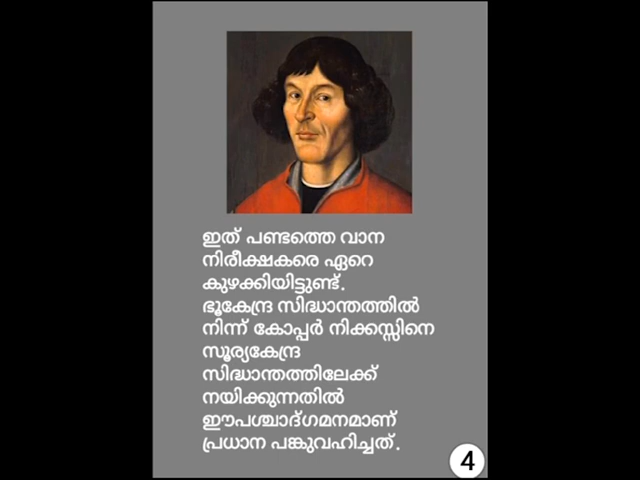 ഇത് പണ്ടത്തെ വാന
നിരീക്ഷകരെ ഏറെ
കുഴക്കിയിട്ടുണ്ട്.
ഭൂകേന്ദ്ര സിദ്ധാന്തത്തിൽ
നിന്ന് കോപ്പർ നിക്കസ്സിനെ
സൂര്യകേന്ദ്ര
സിദ്ധാന്തത്തിലേക്ക്
നയിക്കുന്നതിൽ
ഈപശ്ചാദ്ഗമനമാണ്
പ്രധാന പങ്കുവഹിച്ചത്.
4